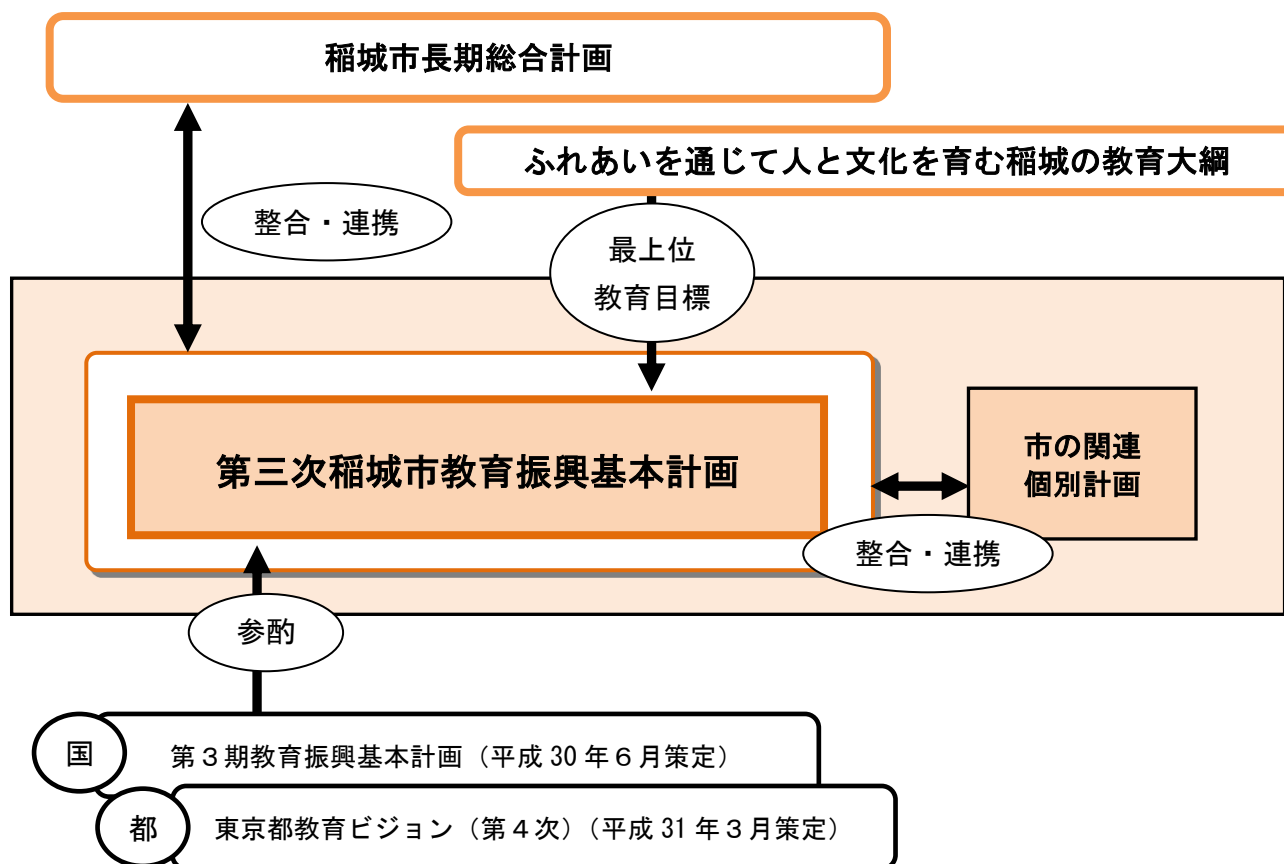 稲城市長期総合計画
ふれあいを通じて人と文化を育む稲城の教育大綱
整合・連携
最上位
教育目標
第三次稲城市教育振興基本計画
市の関連
個別計画
整合・連携
参酌
国
第３期教育振興基本計画（平成 30 年６月策定）
都
東京都教育ビジョン（第４次）（平成 31 年３月策定）